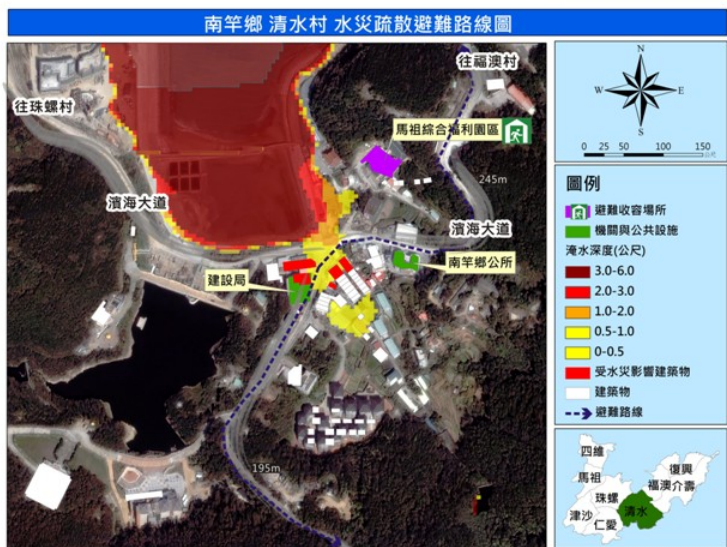 南竿鄉 清水村 水災疏散避難路線圖
往福澳村
往珠螺村
馬祖綜合福利園區
245m
濱海大道
濱海大道
南竿鄉公所
建設局
195m
N
W
E
S
0 25 50 100 150
公尺
圖例
避難收容場所
機關與公共設施
淹水深度(公尺)
3.0-6.0
2.0-3.0
1.0-2.0
0.5-1.0
0-0.5
受水災影響建築物
建築物
避難路線
四維
馬祖
復興
福澳介壽
珠螺
清水
津沙
仁愛